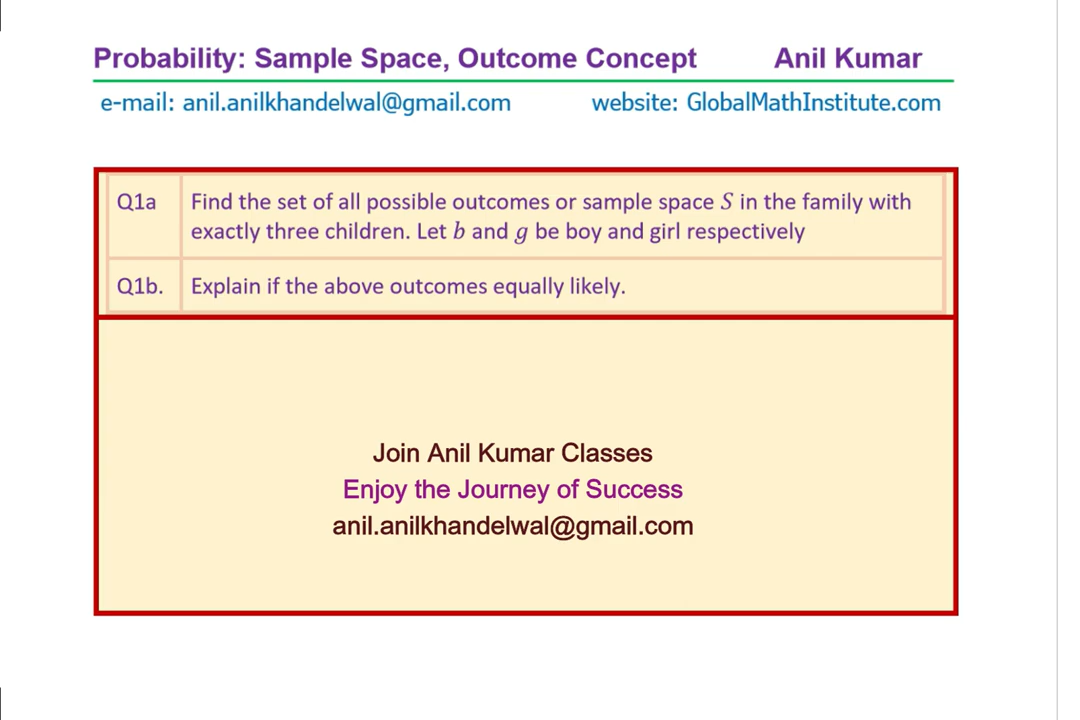 Probability: Sample Space, Outcome Concept Anil Kumar
e-mail: anil.anilkhandelwal@gmail.com website: GlobalMathInstitute.com
Q1a Find the set of all possible outcomes or sample space S in the family with
exactly three children. Let b and g be boy and girl respectively
Q1b. Explain if the above outcomes equally likely.
Join Anil Kumar Classes
Enjoy the Journey of Success
anil.anilkhandelwal@gmail.com